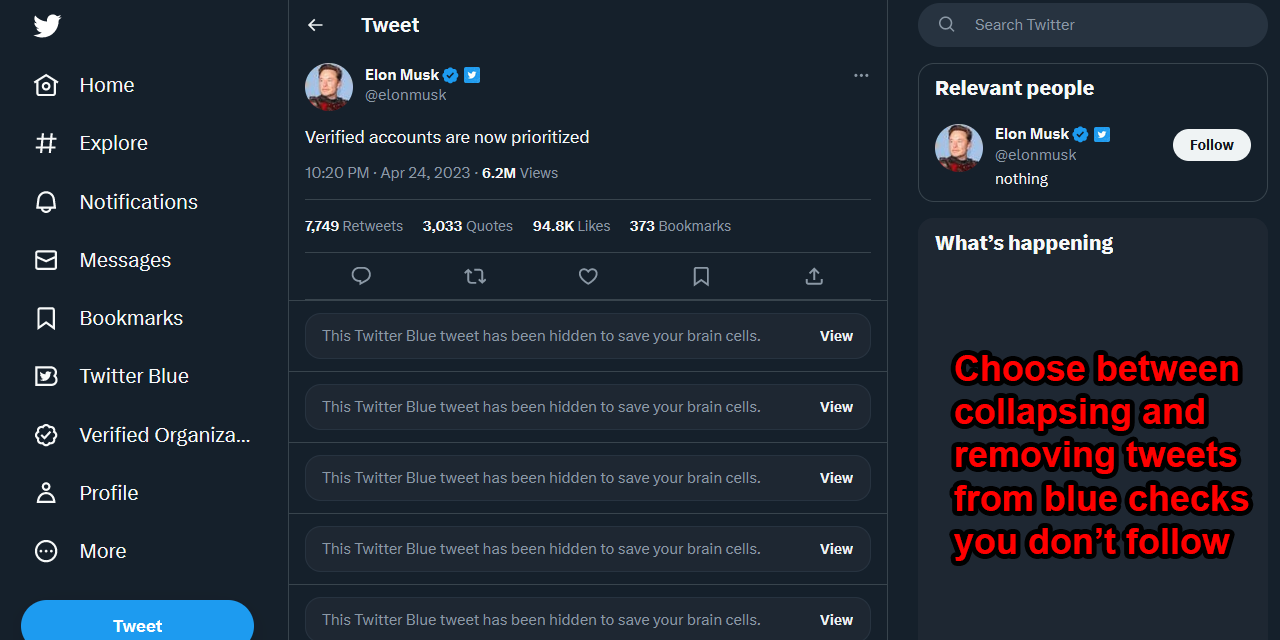 Home
Explore
Notifications
Messages
Bookmarks
Twitter Blue
Verified Organiza...
Profile
More
Tweet
Tweet
Elon Musk
@elonmusk
Verified accounts are now prioritized
10:20 PM · Apr 24, 2023 · 6.2M Views
7,749 Retweets 3,033 Quotes 94.8K Likes 373 Bookmarks
This Twitter Blue tweet has been hidden to save your brain cells. View
This Twitter Blue tweet has been hidden to save your brain cells. View
This Twitter Blue tweet has been hidden to save your brain cells. View
This Twitter Blue tweet has been hidden to save your brain cells. View
This Twitter Blue tweet has been hidden to save your brain cells. View
Search Twitter
Relevant people
Elon Musk
@elonmusk
Follow
nothing
What’s happening
Choose between
collapsing and
removing tweets
from blue checks
you don’t follow